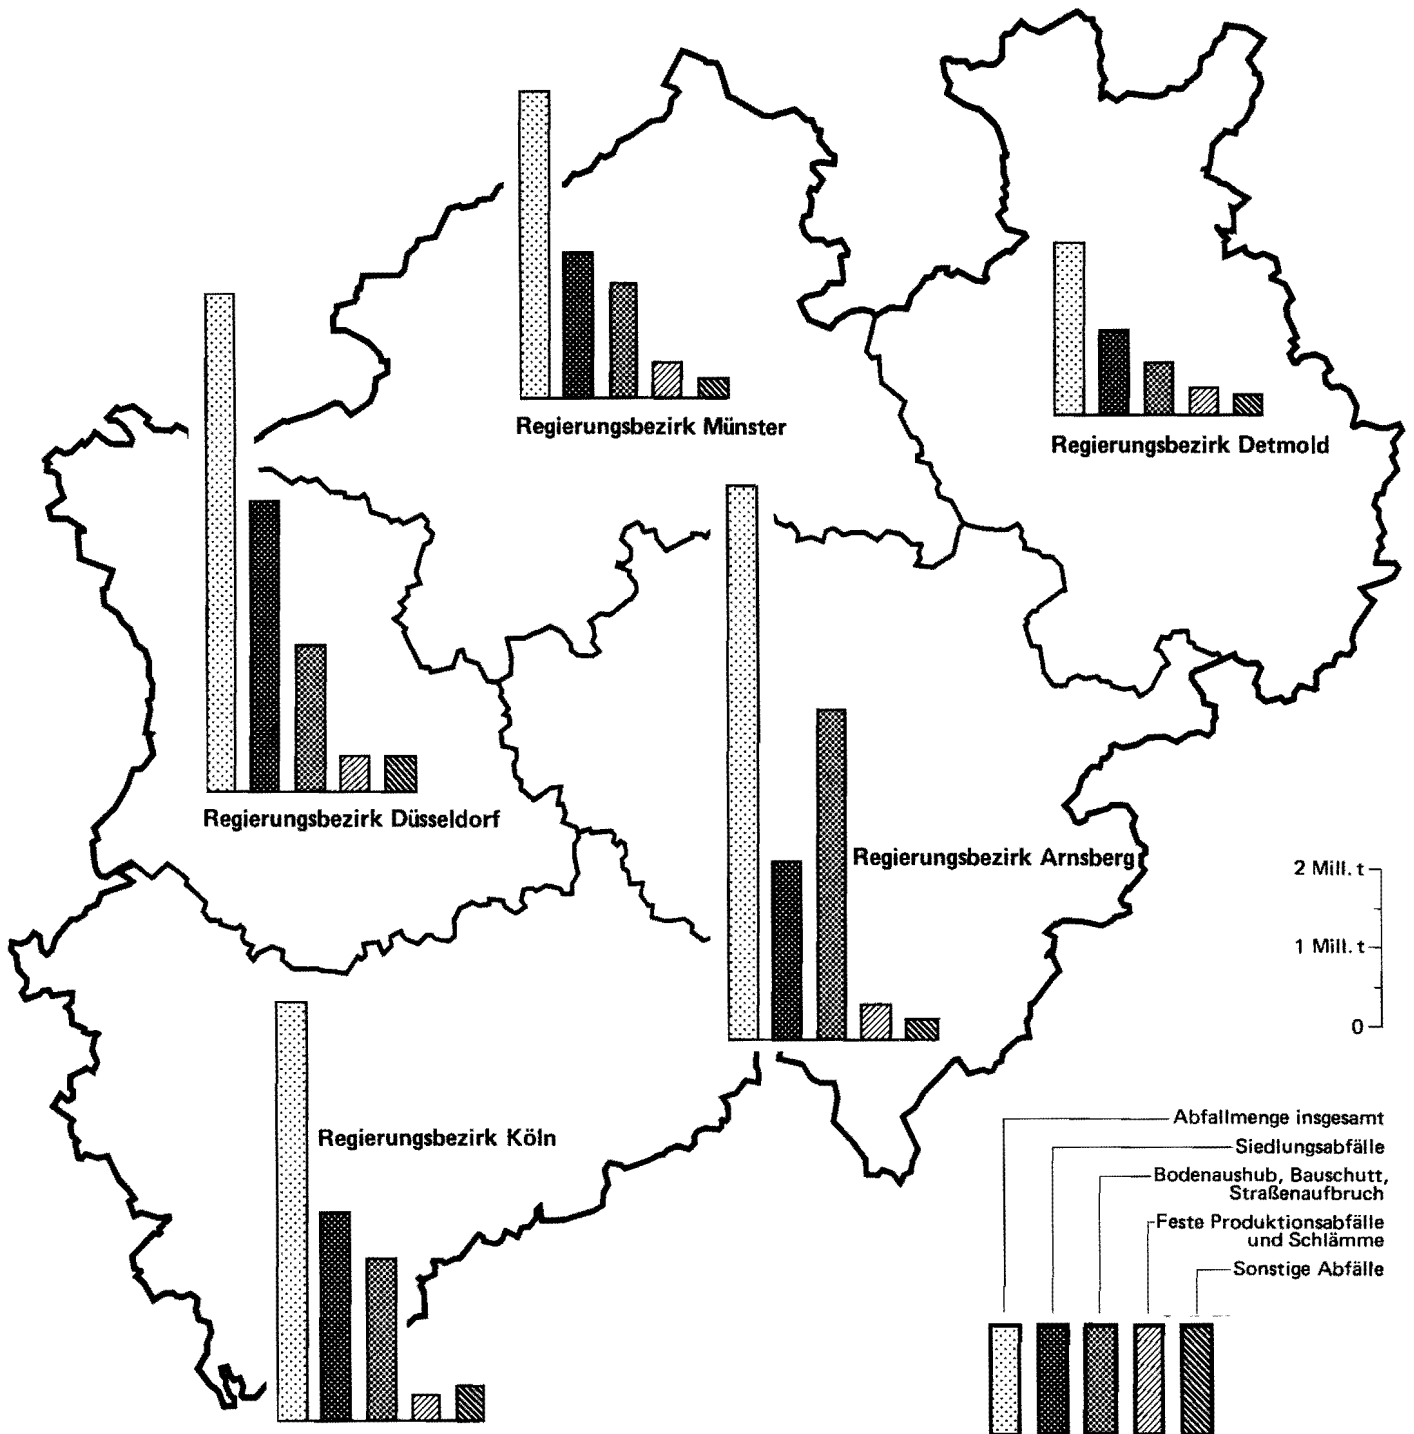 Regierungsbezirk Münster
Regierungsbezirk Detmold
Regierungsbezirk Düsseldorf
Regierungsbezirk Arnsberg
2 Mill. t
1 Mill. t
0
Regierungsbezirk Köln
Abfallmenge insgesamt
Siedlungsabfälle
Bodenaushub, Bauschutt,
Straßenaufbruch
Feste Produktionsabfälle
und Schlämme
Sonstige Abfälle